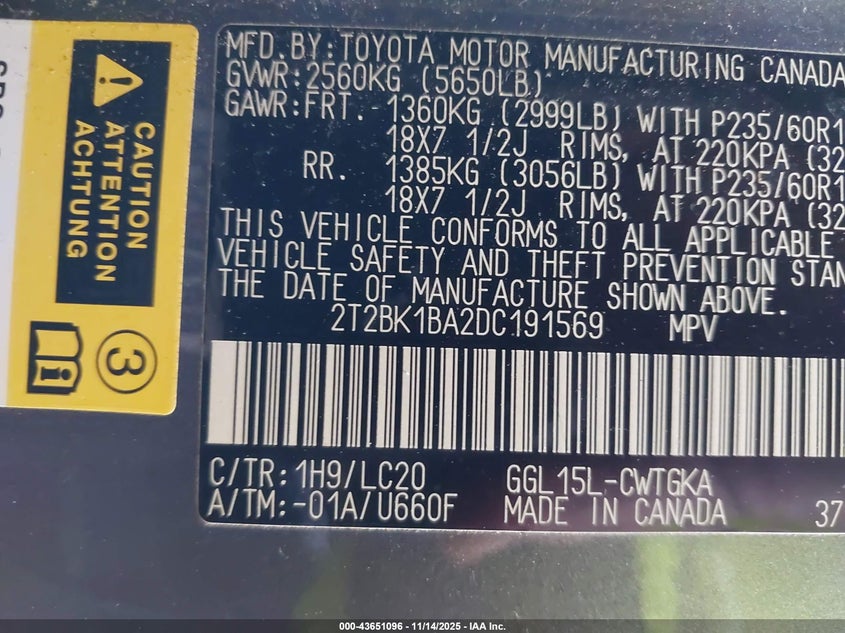 MFD. BY: TOYOTA MOTOR MANUFACTURING CANADA
GVWR: 2560KG (5650LB)
GAWR: FRT. 1360KG (2999LB) WITH P235/60R1
18X7 1/2J RIMS, AT 220KPA (32
RR. 1385KG (3056LB) WITH P235/60R1
18X7 1/2J RIMS, AT 220KPA (32
THIS VEHICLE CONFORMS TO ALL APPLICABLE
VEHICLE SAFETY AND THEFT PREVENTION STAN
THE DATE OF MANUFACTURE SHOWN ABOVE.
2T2BK1BA2DC191569 MPV
C/TR: 1H9/LC20 GGL15L-CWTGKA
A/TM: -01A/U660F MADE IN CANADA 37
CAUTION
ATTENTION
ACHTUNG
3
000-43651096 - 11/14/2025 - IAA Inc.